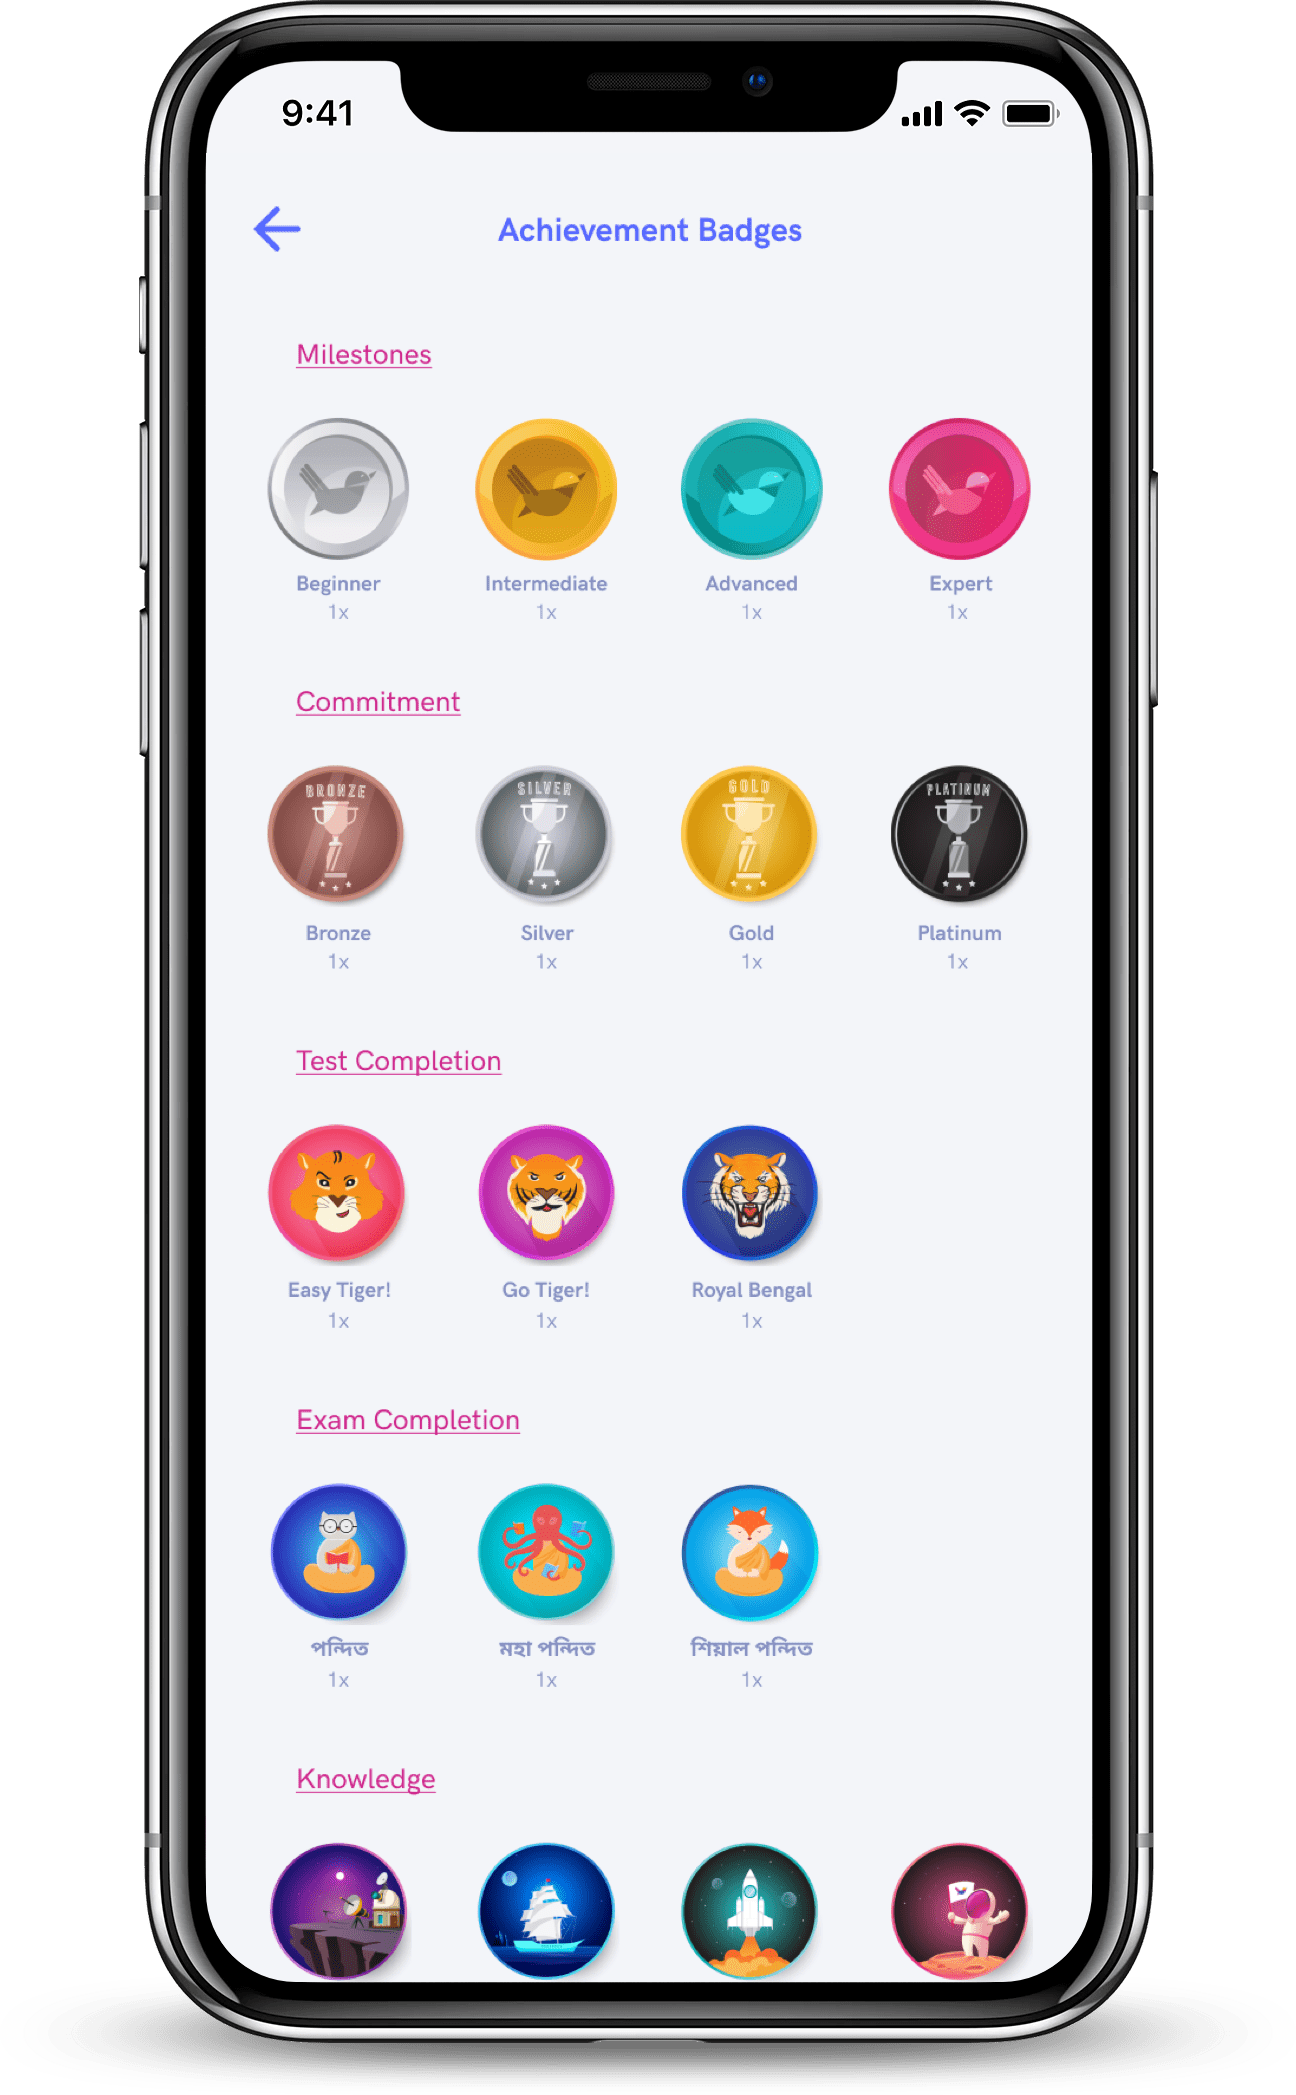 9:41
Achievement Badges
Milestones
Beginner Intermediate Advanced Expert
1x 1x 1x 1x
Commitment
BRONZE SILVER GOLD PLATINUM
Bronze Silver Gold Platinum
1x 1x 1x 1x
Test Completion
Easy Tiger! Go Tiger! Royal Bengal
1x 1x 1x
Exam Completion
পন্দিত মহা পন্দিত শিয়াল পন্দিত
1x 1x 1x
Knowledge